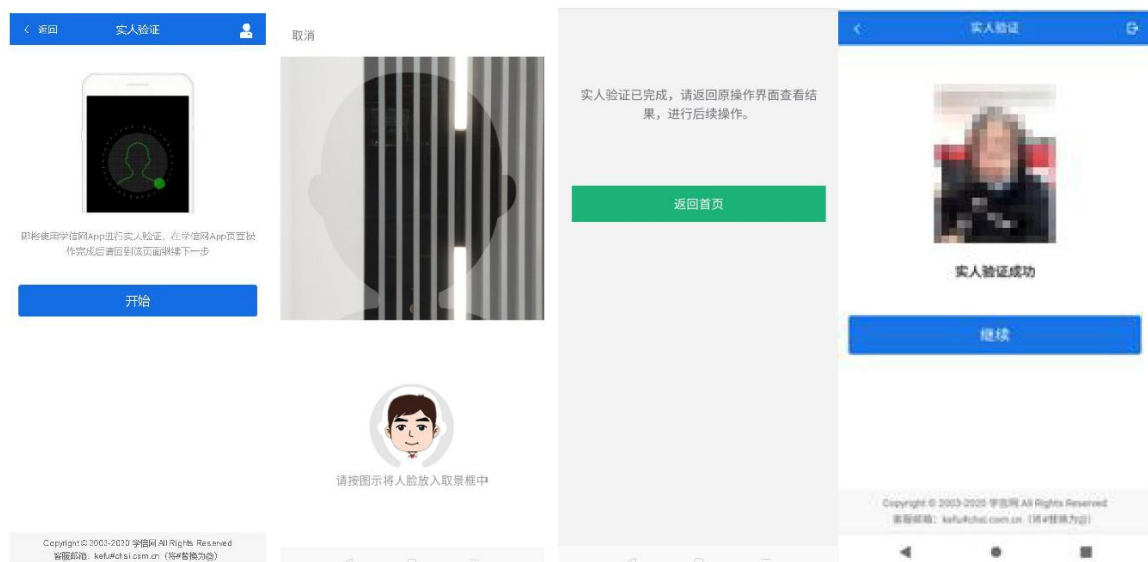 返回
实人验证
即将使用学信网App进行实人验证，在学信网App页面操
作完成后请回到该页面继续下一步
开始
Copyright © 2003-2020 学信网 All Rights Reserved
客服邮箱：kefu#chsi.com.cn（将#替换为@）
取消
请按图示将人脸放入取景框中
实人验证已完成，请返回原操作界面查看结
果，进行后续操作。
返回首页
实人验证
实人验证成功
继续
Copyright © 2003-2020 学信网 All Rights Reserved
客服邮箱：kefu#chsi.com.cn（将#替换为@）